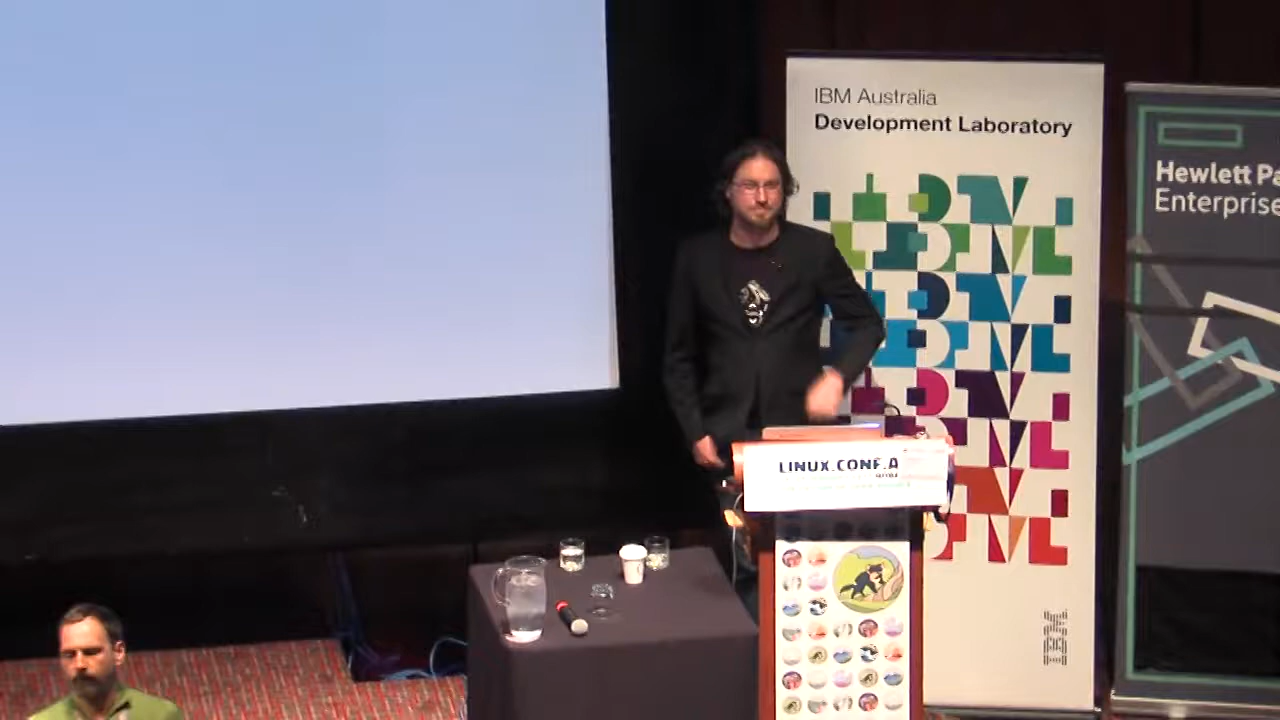 IBM Australia
Development Laboratory
Hewlett Pa
Enterprise
LINUX.CONF.A
IBM